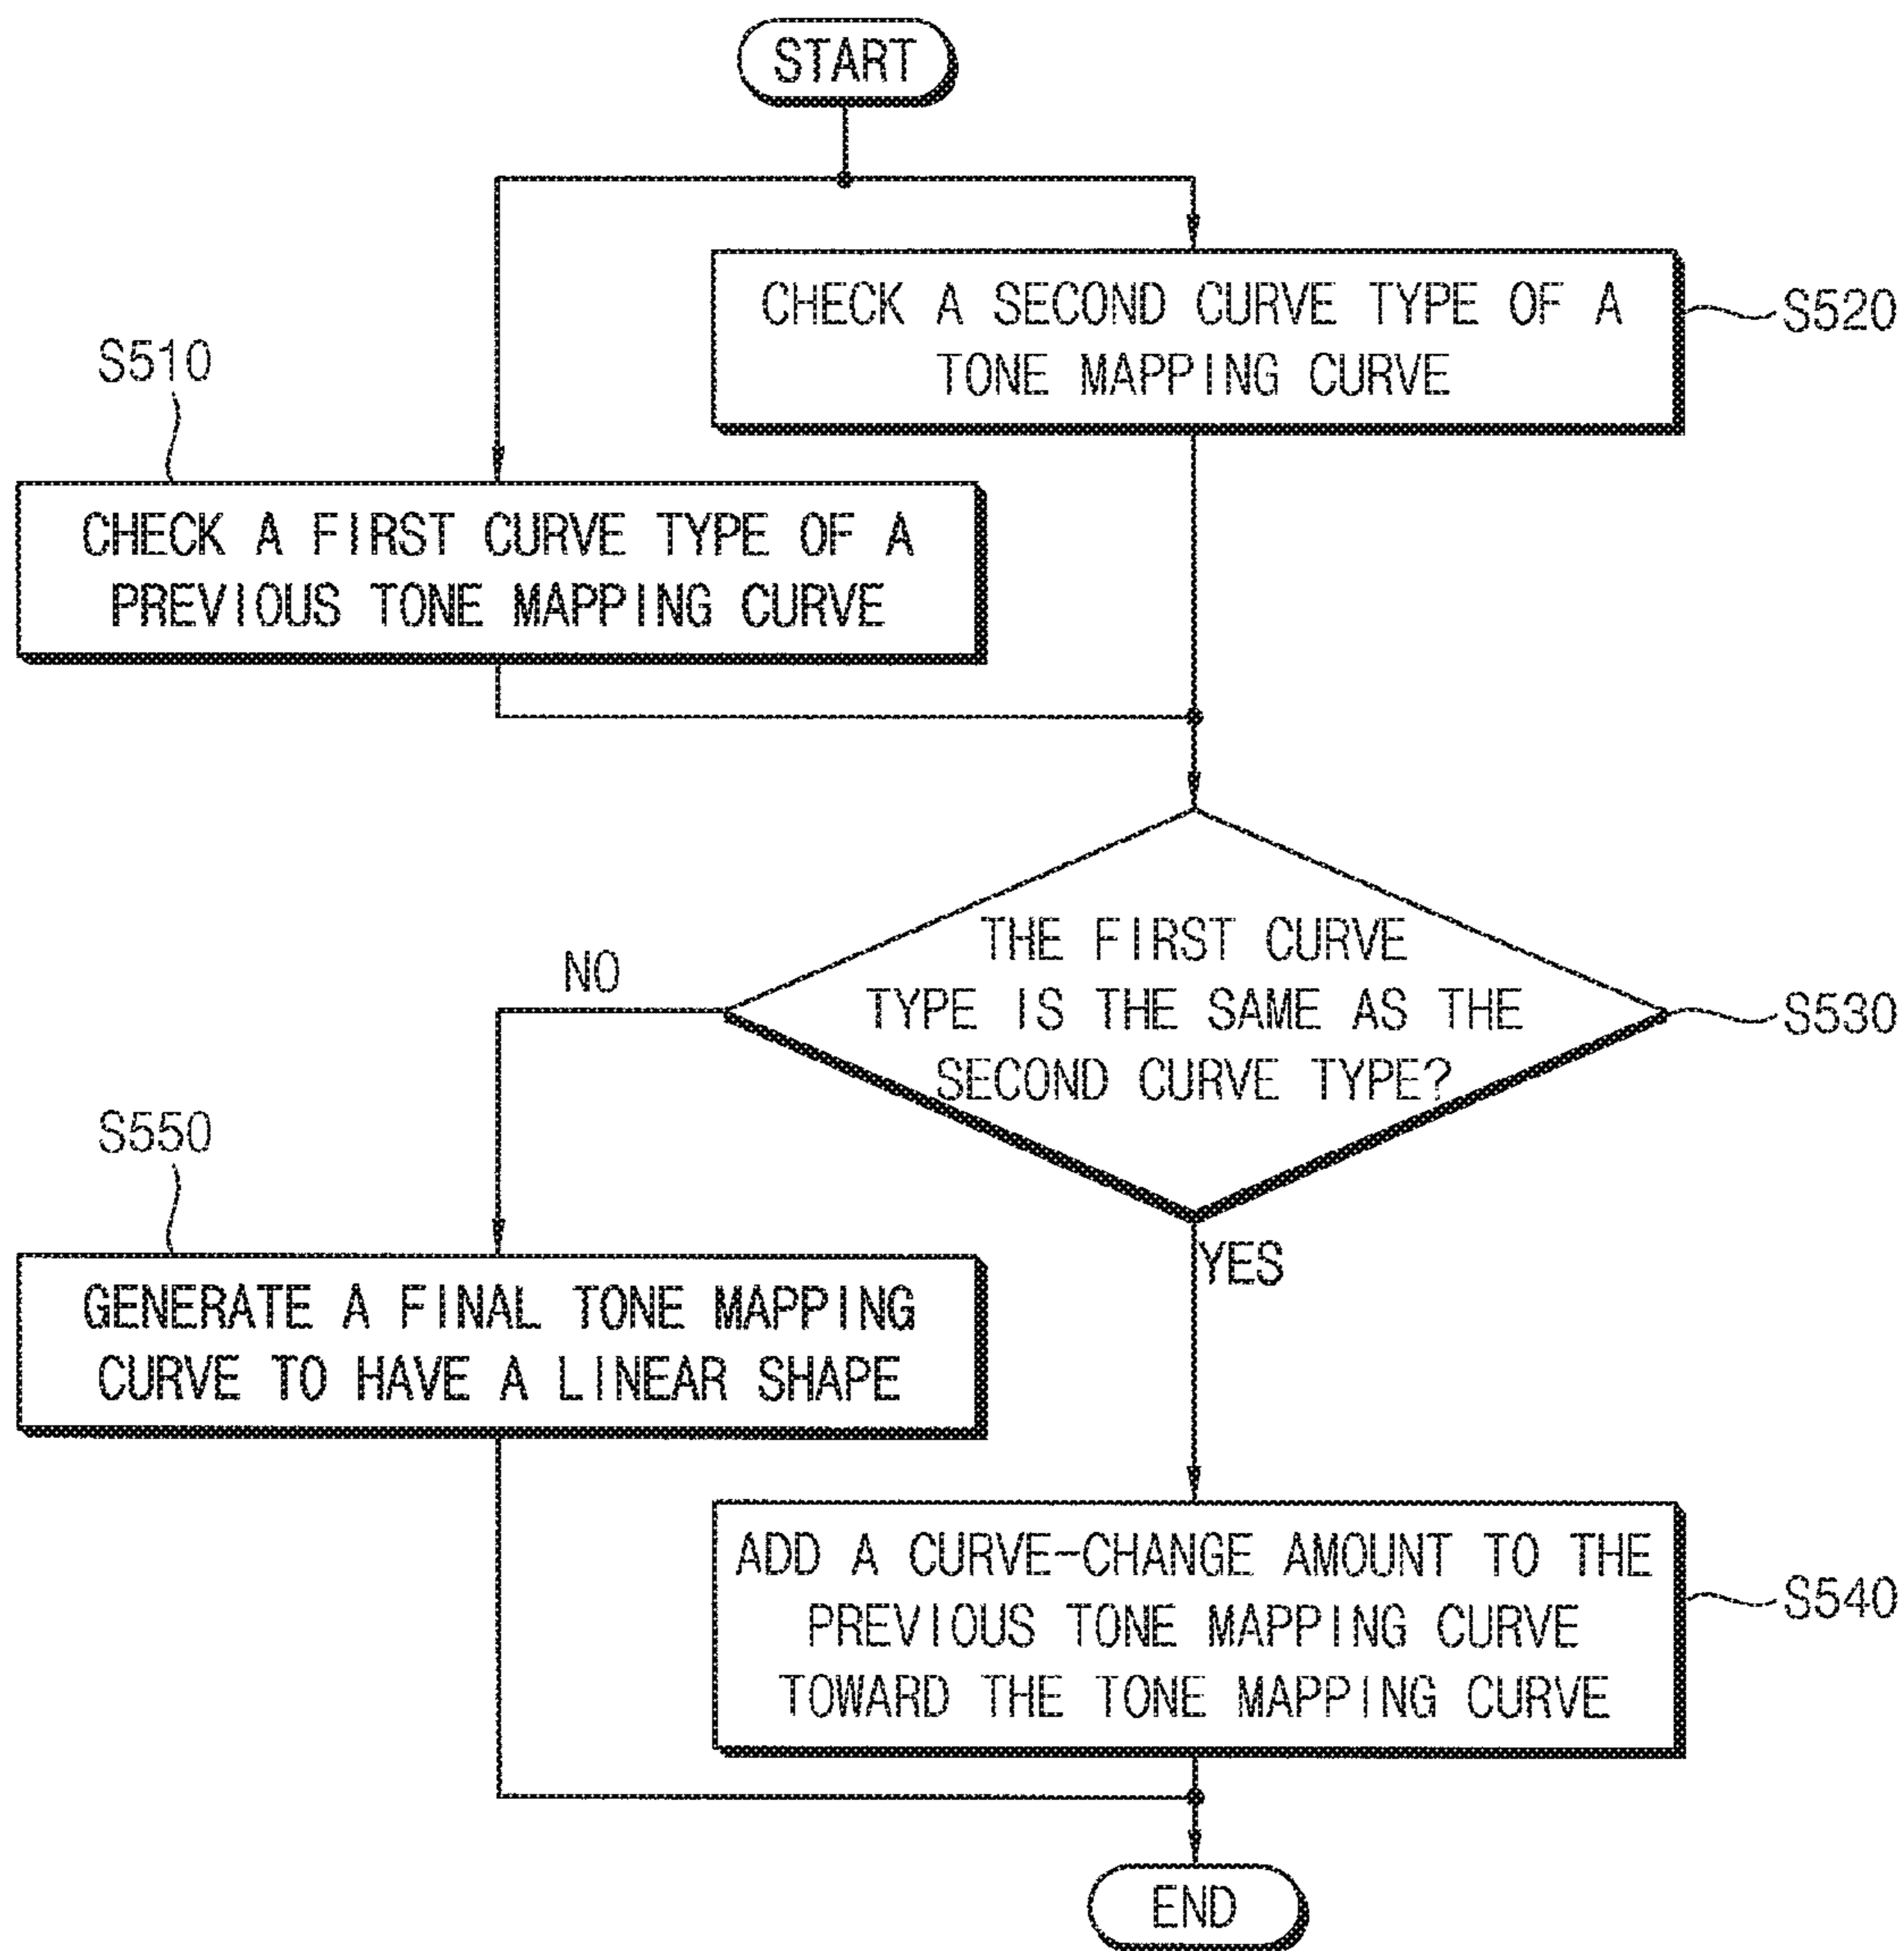 START
CHECK A SECOND CURVE TYPE OF A
TONE MAPPING CURVE
S520
S510
CHECK A FIRST CURVE TYPE OF A
PREVIOUS TONE MAPPING CURVE
THE FIRST CURVE
TYPE IS THE SAME AS THE
SECOND CURVE TYPE?
S530
NO
YES
S550
GENERATE A FINAL TONE MAPPING
CURVE TO HAVE A LINEAR SHAPE
ADD A CURVE-CHANGE AMOUNT TO THE
PREVIOUS TONE MAPPING CURVE
TOWARD THE TONE MAPPING CURVE
S540
END